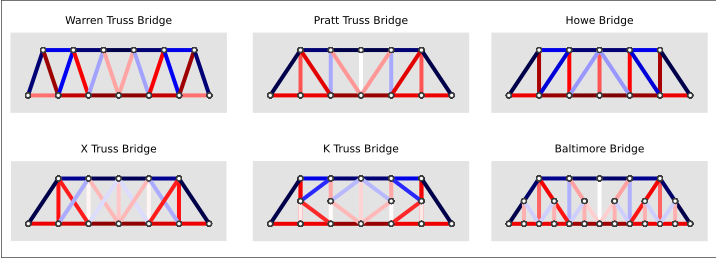 Warren Truss Bridge
Pratt Truss Bridge
Howe Bridge
X Truss Bridge
K Truss Bridge
Baltimore Bridge